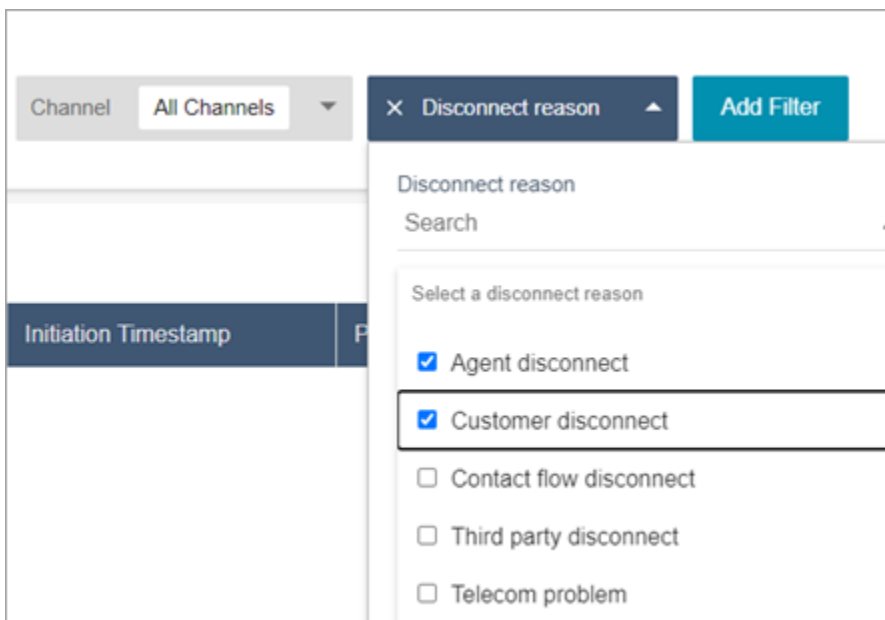 Channel All Channels Disconnect reason Add Filter
Disconnect reason
Search
Select a disconnect reason
Initiation Timestamp P
Agent disconnect
Customer disconnect
Contact flow disconnect
Third party disconnect
Telecom problem